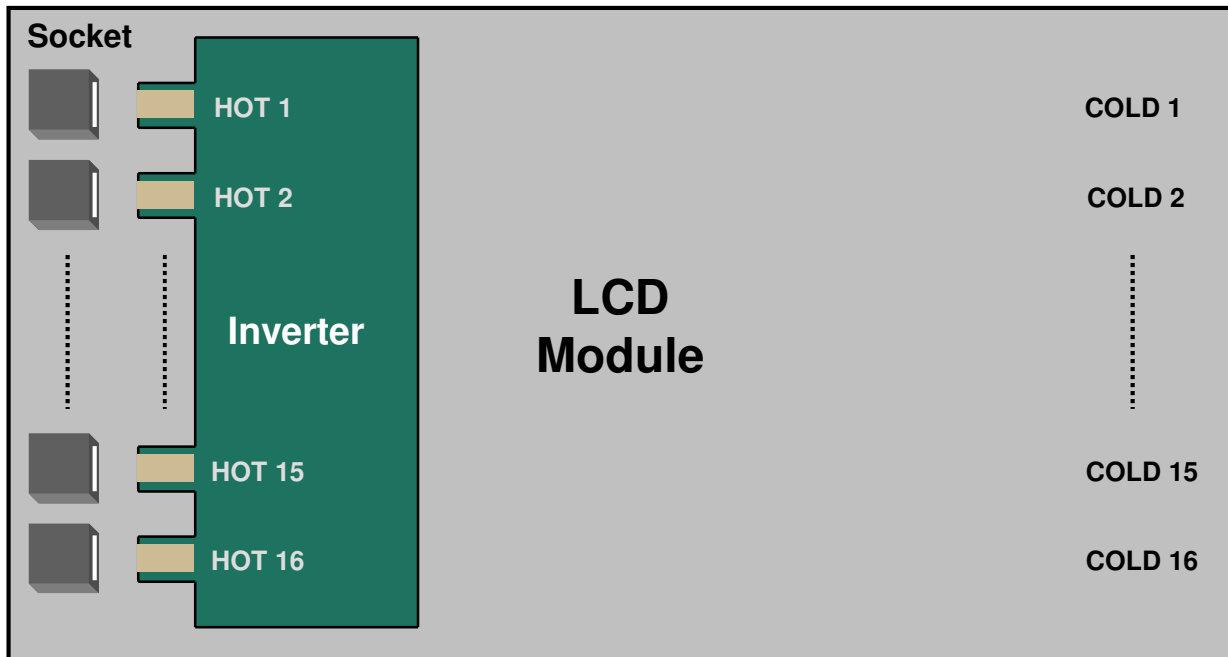 Socket
HOT 1
COLD 1
HOT 2
COLD 2
LCD
Module
Inverter
HOT 15
COLD 15
HOT 16
COLD 16